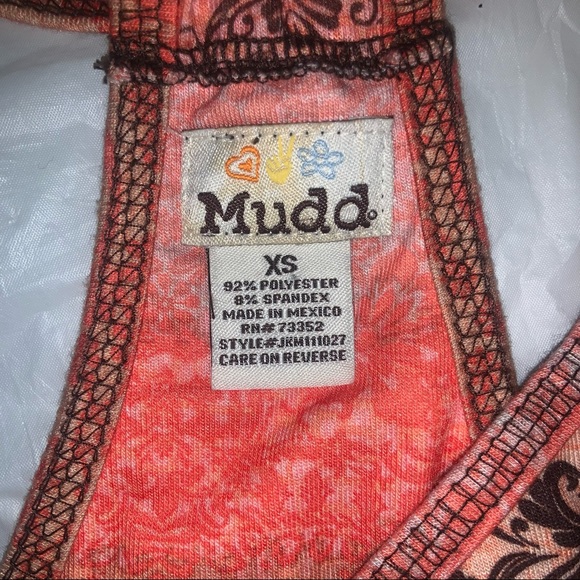 Mudd®
XS
92% POLYESTER
8% SPANDEX
MADE IN MEXICO
RN# 73352
STYLE#JKM111027
CARE ON REVERSE